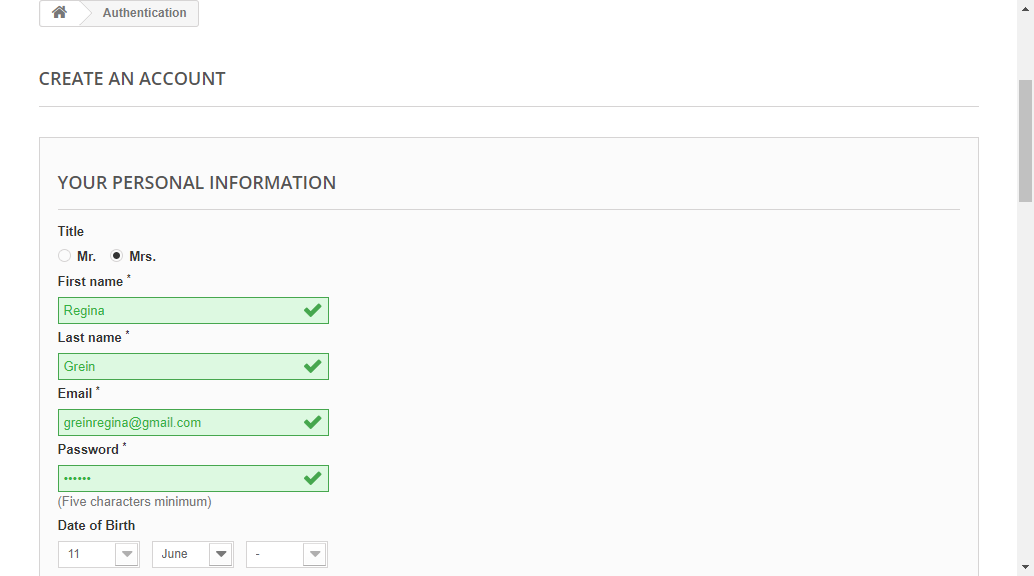 Authentication
CREATE AN ACCOUNT
YOUR PERSONAL INFORMATION
Title
Mr. Mrs.
First name *
Regina
Last name *
Grein
Email *
greinregina@gmail.com
Password *
••••••
(Five characters minimum)
Date of Birth
11 June -